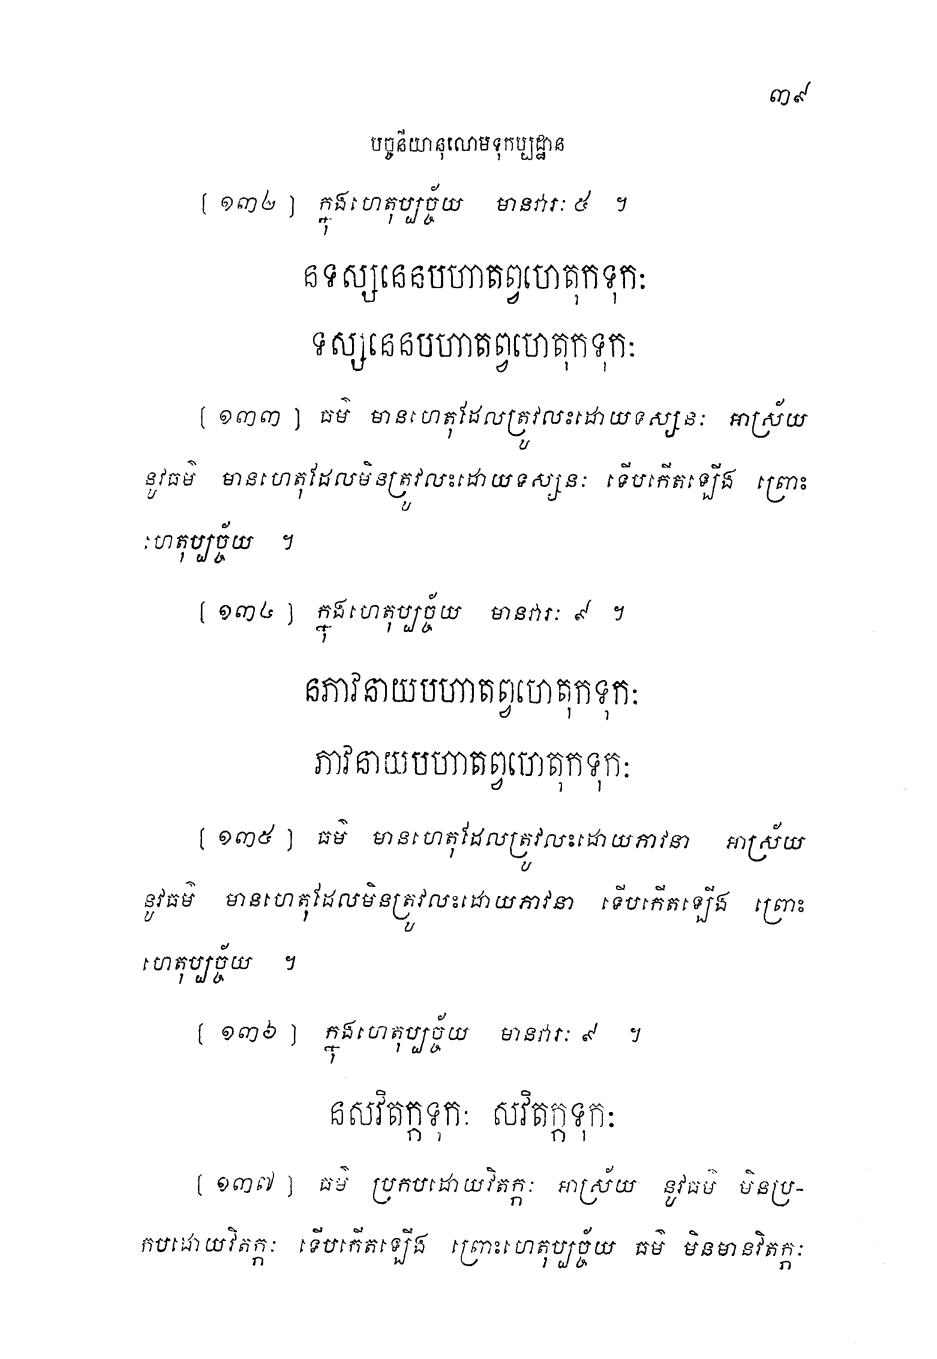 ៣៩
បច្ចនីយានុលោមទុកប្បដ្ឋាន
[ ១៣២ ] ក្នុងហេតុប្បច្ច័យ មានវារៈ ៥ ។
នទស្សនេនបហាតព្វហេតុកទុកៈ
ទស្សនេនបហាតព្វហេតុកទុកៈ
[ ១៣៣ ] ធម៌ មានហេតុដែលត្រូវលះដោយទស្សនៈ អាស្រ័យ
នូវធម៌ មានហេតុដែលមិនត្រូវលះដោយទស្សនៈ ទើបកើតឡើង ព្រោះ
ហេតុប្បច្ច័យ ។
[ ១៣៤ ] ក្នុងហេតុប្បច្ច័យ មានវារៈ ៩ ។
នភាវនាយបហាតព្វហេតុកទុកៈ
ភាវនាយបហាតព្វហេតុកទុកៈ
[ ១៣៥ ] ធម៌ មានហេតុដែលត្រូវលះដោយភាវនា អាស្រ័យ
នូវធម៌ មានហេតុដែលមិនត្រូវលះដោយភាវនា ទើបកើតឡើង ព្រោះ
ហេតុប្បច្ច័យ ។
[ ១៣៦ ] ក្នុងហេតុប្បច្ច័យ មានវារៈ ៩ ។
នសវិតក្កទុកៈ សវិតក្កទុកៈ
[ ១៣៧ ] ធម៌ ប្រកបដោយវិតក្កៈ អាស្រ័យ នូវធម៌ មិនប្រ-
កបដោយវិតក្កៈ ទើបកើតឡើង ព្រោះហេតុប្បច្ច័យ ធម៌ មិនមានវិតក្កៈ